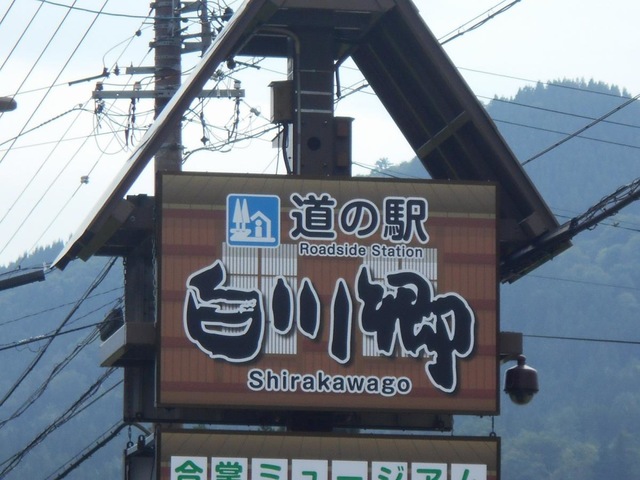 道の駅
Roadside Station
白川郷
Shirakawago
合掌ミュージアム